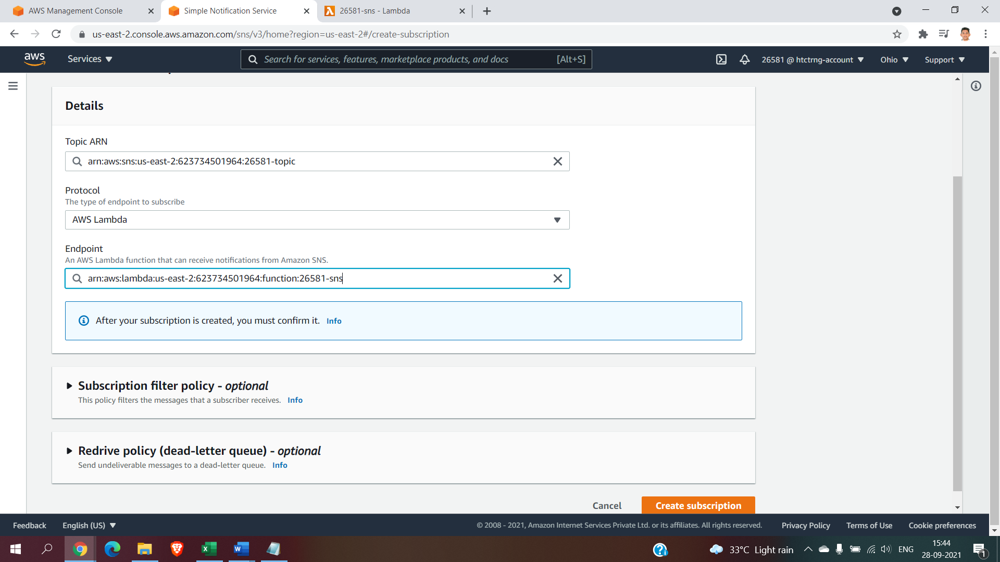 AWS Management Console
Simple Notification Service
26581-sns - Lambda
us-east-2.console.aws.amazon.com/sns/v3/home?region=us-east-2#/create-subscription
aws
Services
Search for services, features, marketplace products, and docs
[Alt+S]
26581 @ htctrng-account
Ohio
Support
Details
Topic ARN
arn:aws:sns:us-east-2:623734501964:26581-topic
Protocol
The type of endpoint to subscribe
AWS Lambda
Endpoint
An AWS Lambda function that can receive notifications from Amazon SNS.
arn:aws:lambda:us-east-2:623734501964:function:26581-sns
After your subscription is created, you must confirm it. Info
Subscription filter policy - optional
This policy filters the messages that a subscriber receives. Info
Redrive policy (dead-letter queue) - optional
Send undeliverable messages to a dead-letter queue. Info
Cancel
Create subscription
Feedback
English (US)
© 2008 - 2021, Amazon Internet Services Private Ltd. or its affiliates. All rights reserved.
Privacy Policy
Terms of Use
Cookie preferences
33°C Light rain
ENG
15:44
28-09-2021
1